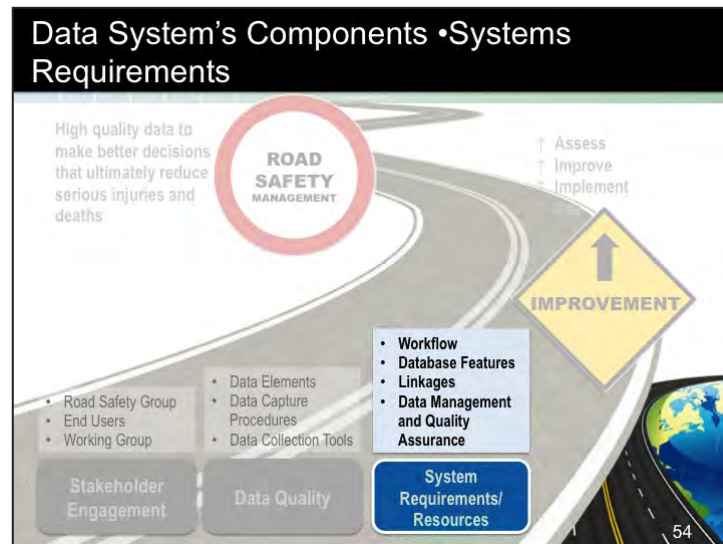 Data System’s Components •Systems
Requirements
High quality data to
make better decisions
that ultimately reduce
serious injuries and
deaths
ROAD
SAFETY
MANAGEMENT
↑ Assess
↑ Improve
↑ Implement
IMPROVEMENT
• Road Safety Group
• End Users
• Working Group
• Data Elements
• Data Capture
Procedures
• Data Collection Tools
• Workflow
• Database Features
• Linkages
• Data Management
and Quality
Assurance
Stakeholder
Engagement
Data Quality
System
Requirements/
Resources
54